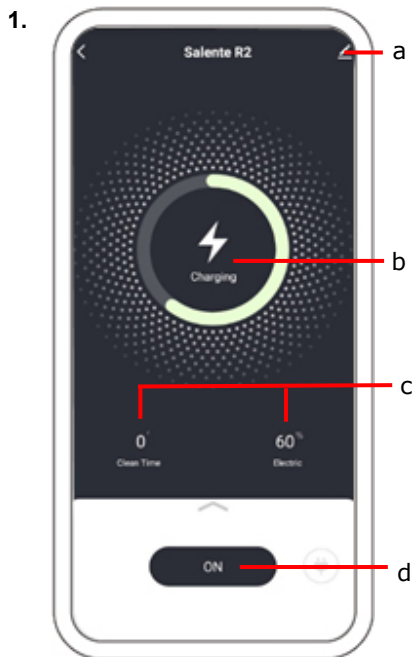 1.
Salente R2
a
Charging
b
c
0'
60%
Clean Time
Electric
ON
d